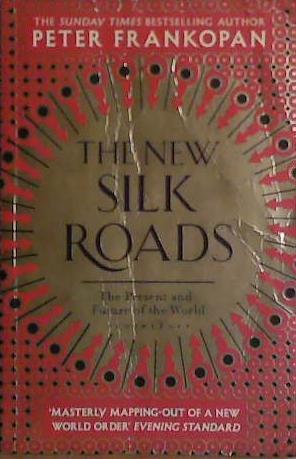 THE SUNDAY TIMES BESTSELLING AUTHOR
PETER FRANKOPAN
THE NEW
SILK
ROADS
The Present and
Future of the World
'MASTERLY MAPPING-OUT OF A NEW
WORLD ORDER' EVENING STANDARD